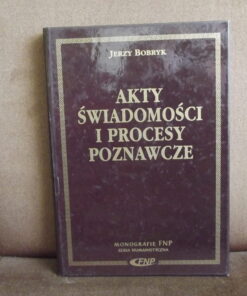 JERZY BOBRYK
AKTY
ŚWIADOMOŚCI
I PROCESY
POZNAWCZE
MONOGRAFIE FNP
SERIA HUMANISTYCZNA
FNP